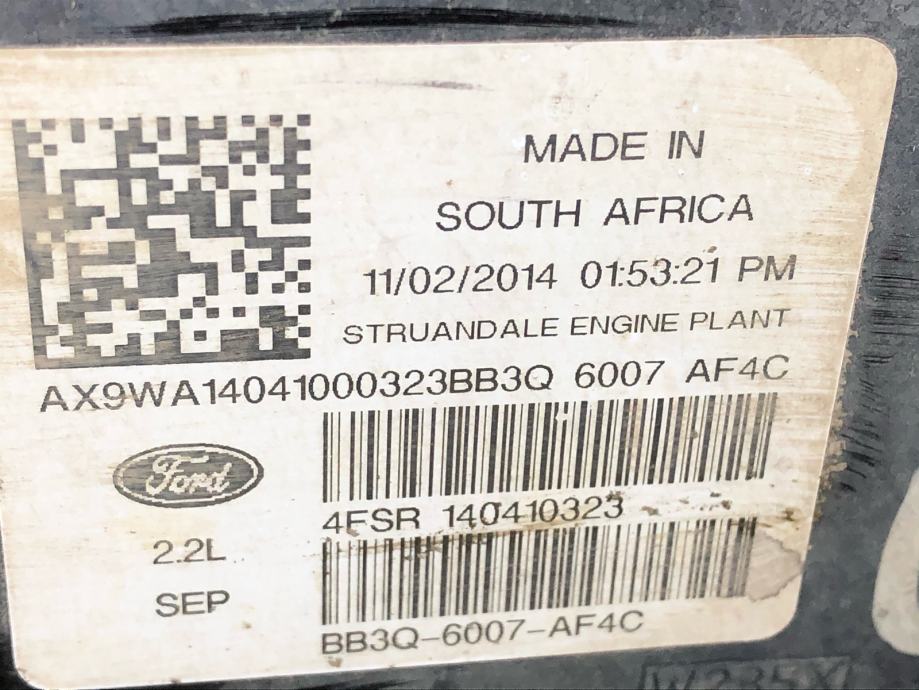 MADE IN
SOUTH AFRICA
11/02/2014 01:53:21 PM
STRUANDALE ENGINE PLANT
AX9WA14041000323BB3Q 6007 AF4C
Ford
4FSR 140410323
2.2L
SEP
BB3Q-6007-AF4C